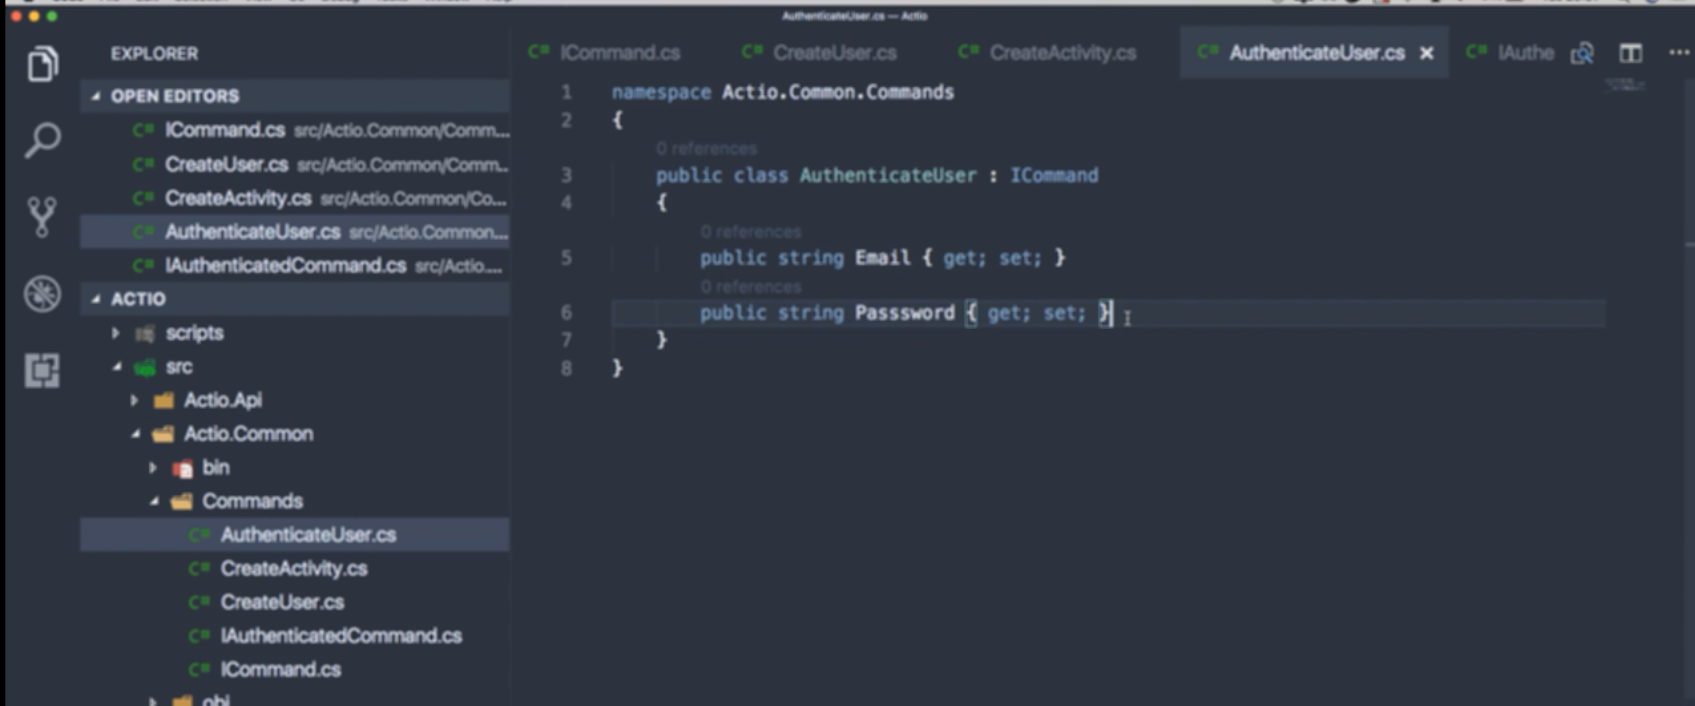 AuthenticateUser.cs — Actio
EXPLORER
OPEN EDITORS
ICommand.cs src/Actio.Common/Comm...
CreateUser.cs src/Actio.Common/Comm...
CreateActivity.cs src/Actio.Common/Co...
AuthenticateUser.cs src/Actio.Common...
IAuthenticatedCommand.cs src/Actio....
ACTIO
scripts
src
Actio.Api
Actio.Common
bin
Commands
AuthenticateUser.cs
CreateActivity.cs
CreateUser.cs
IAuthenticatedCommand.cs
ICommand.cs
obj
ICommand.cs CreateUser.cs CreateActivity.cs AuthenticateUser.cs IAuthe
1 namespace Actio.Common.Commands
2 {
0 references
3 public class AuthenticateUser : ICommand
4 {
0 references
5 public string Email { get; set; }
0 references
6 public string Passsword { get; set; }
7 }
8 }